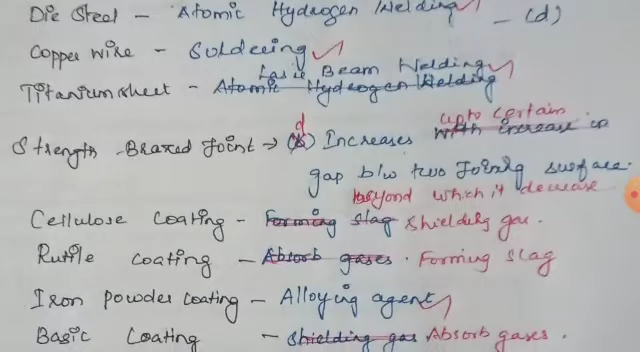 Die Steel - Atomic Hydrogen Welding - (d)
Copper wire - Soldering
Laser Beam Welding
Titanium sheet - Atomic Hydrogen Welding
upto certain
Strength Brazed Joint → (d) Increases with increase in
gap b/w two Joining surface.
beyond which it decrease
Cellulose coating - Forming slag Shielding gas.
Rutile coating - Absorb gases. Forming Slag
Iron powder coating - Alloying agent
Basic Coating - Shielding gas Absorb gases.